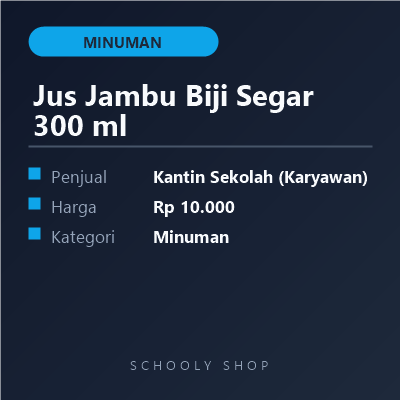 MINUMAN
Jus Jambu Biji Segar
300 ml
Penjual Kantin Sekolah (Karyawan)
Harga Rp 10.000
Kategori Minuman
SCHOOLY SHOP